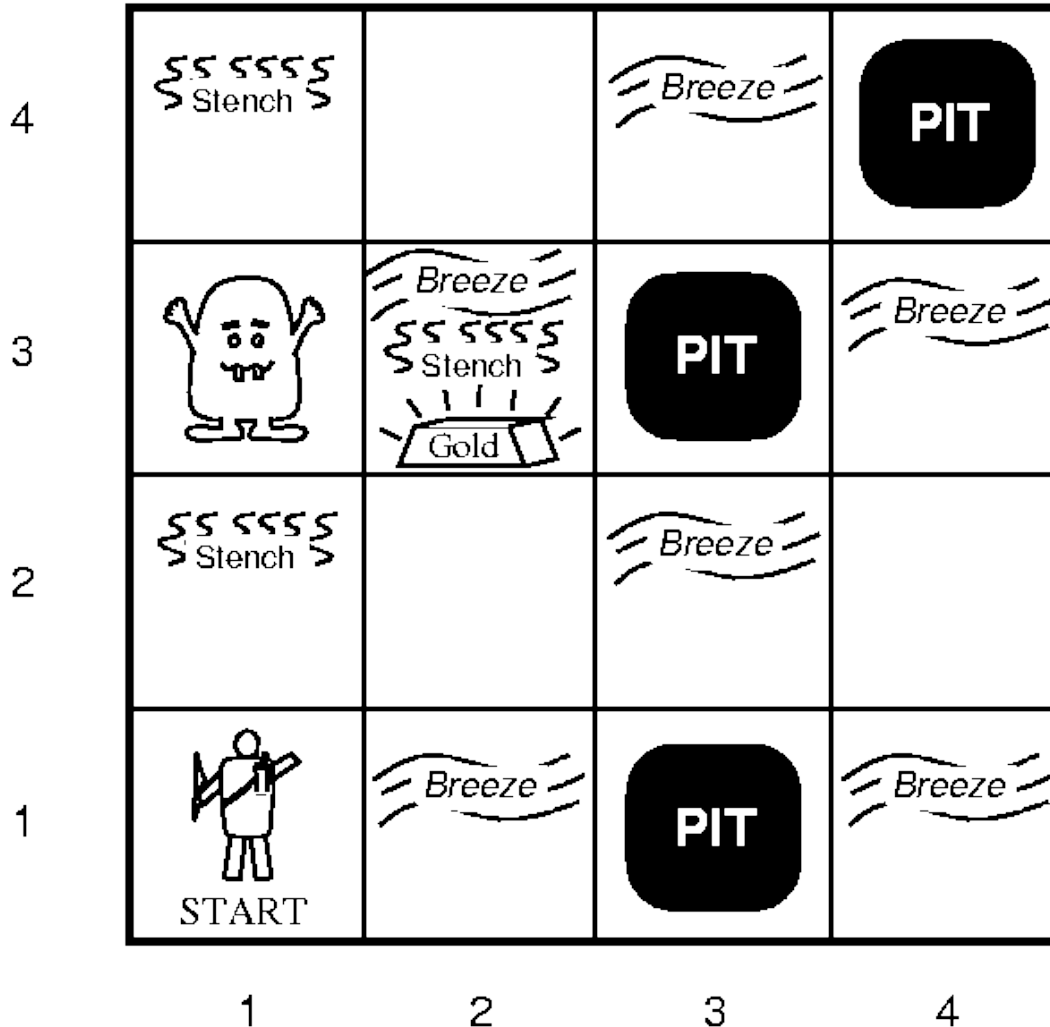 4
Stench
Breeze
PIT
3
Breeze
Stench
Gold
PIT
Breeze
2
Stench
Breeze
1
START
Breeze
PIT
Breeze
1 2 3 4